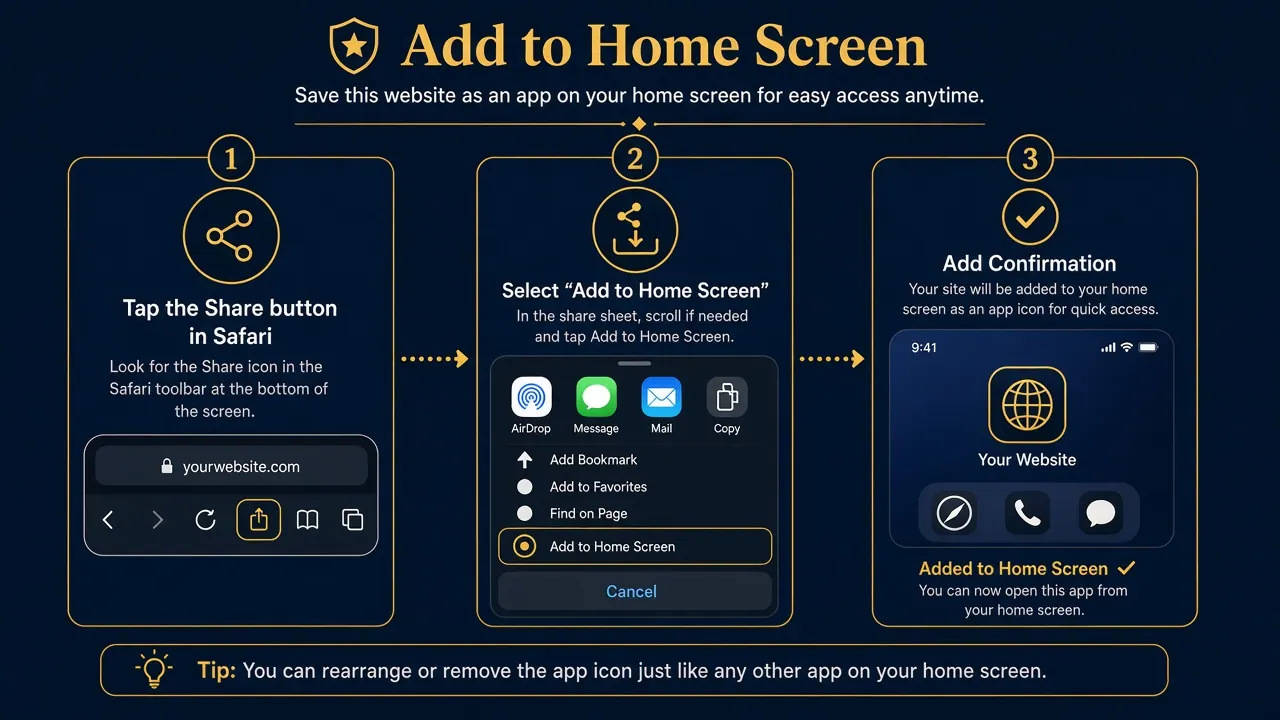 Add to Home Screen
Save this website as an app on your home screen for easy access anytime.
1
Tap the Share button
in Safari
Look for the Share icon in the
Safari toolbar at the bottom of
the screen.
yourwebsite.com
2
Select “Add to Home Screen”
In the share sheet, scroll if needed
and tap Add to Home Screen.
AirDrop
Message
Mail
Copy
Add Bookmark
Add to Favorites
Find on Page
Add to Home Screen
Cancel
3
Add Confirmation
Your site will be added to your home
screen as an app icon for quick access.
9:41
Your Website
Added to Home Screen
You can now open this app from
your home screen.
Tip: You can rearrange or remove the app icon just like any other app on your home screen.